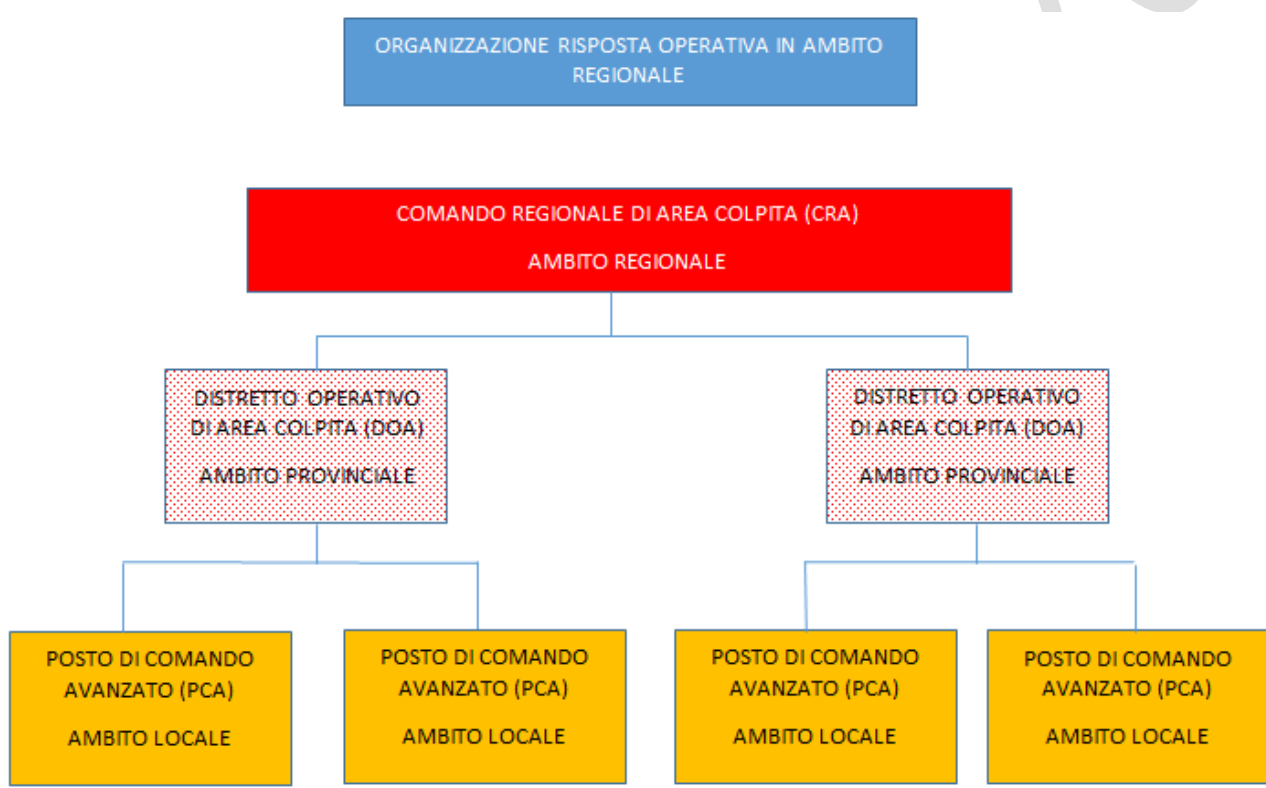 ORGANIZZAZIONE RISPOSTA OPERATIVA IN AMBITO
REGIONALE
COMANDO REGIONALE DI AREA COLPITA (CRA)
AMBITO REGIONALE
DISTRETTO OPERATIVO
DI AREA COLPITA (DOA)
AMBITO PROVINCIALE
DISTRETTO OPERATIVO
DI AREA COLPITA (DOA)
AMBITO PROVINCIALE
POSTO DI COMANDO
AVANZATO (PCA)
AMBITO LOCALE
POSTO DI COMANDO
AVANZATO (PCA)
AMBITO LOCALE
POSTO DI COMANDO
AVANZATO (PCA)
AMBITO LOCALE
POSTO DI COMANDO
AVANZATO (PCA)
AMBITO LOCALE